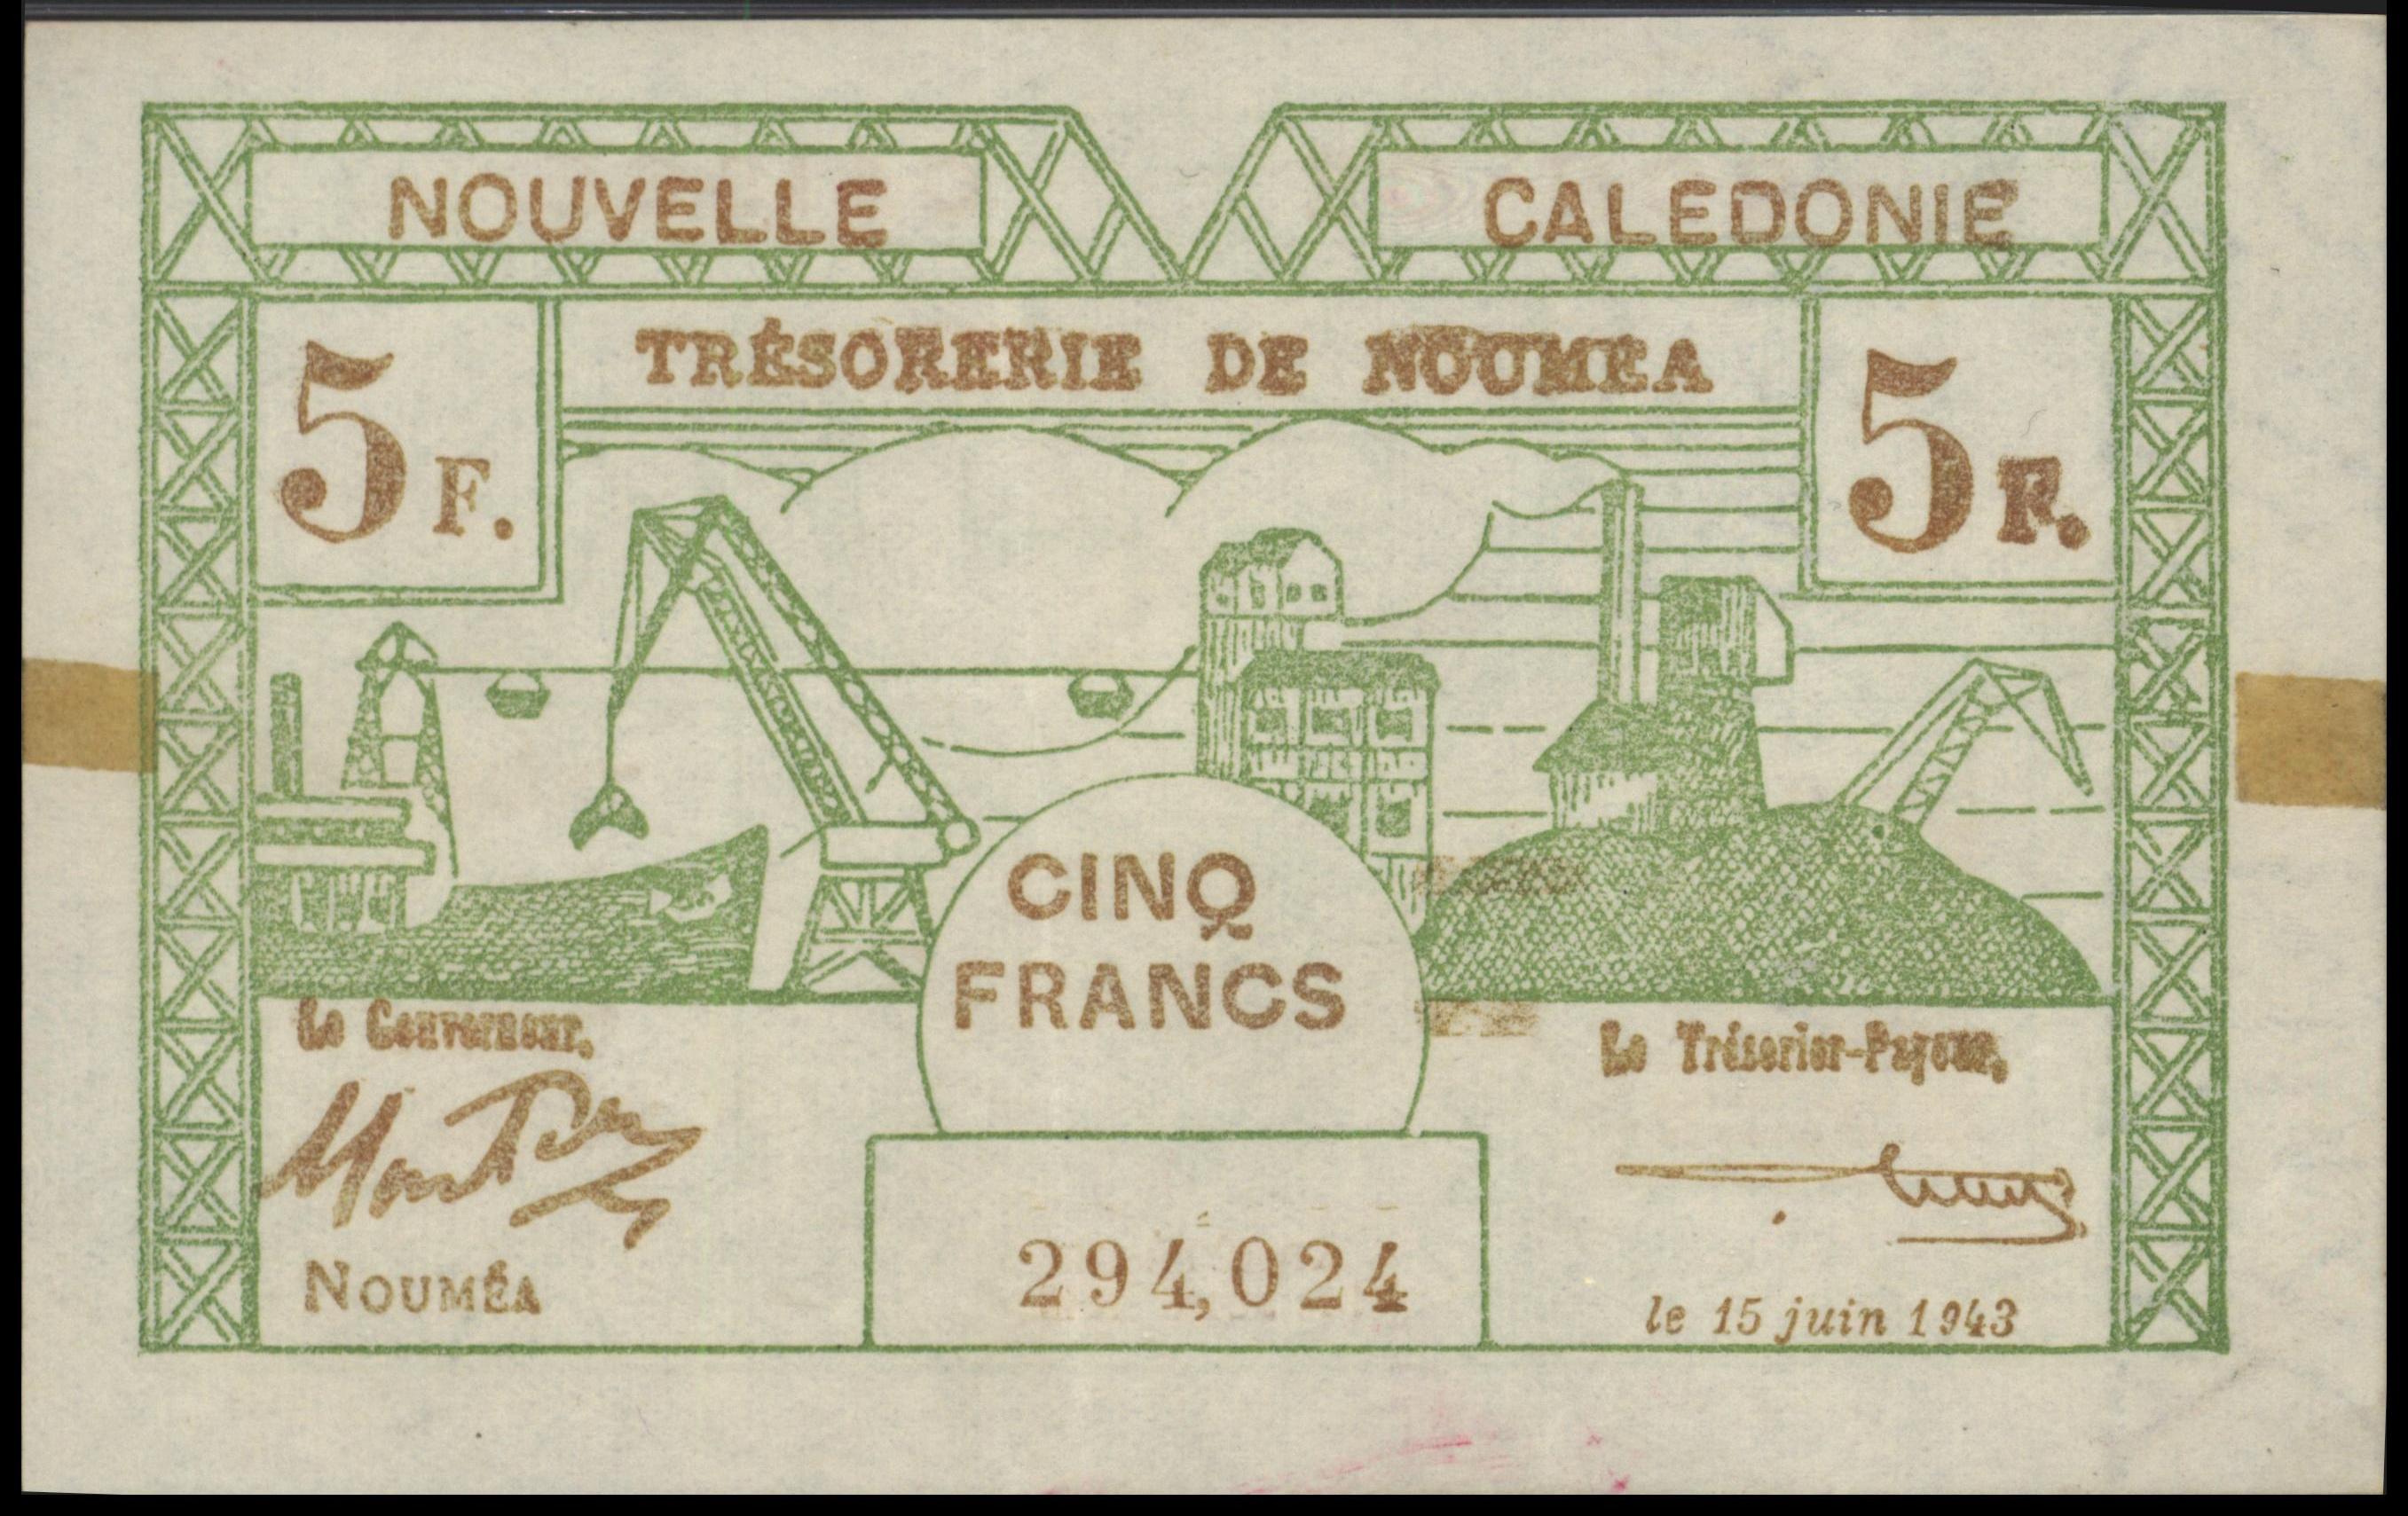 NOUVELLE CALEDONIE
5 F.
TRÉSORERIE DE NOUMEA
5 R.
CINQ
FRANCS
Le Gouverneur,
Le Trésorier-Payeur,
NOUMÉA
294,024
le 15 juin 1943